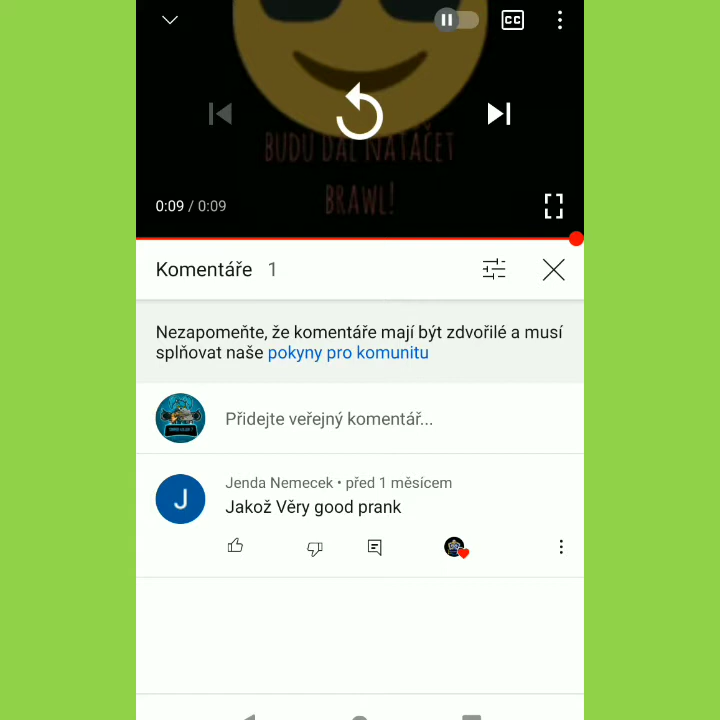 CC
BUDU DÁL NATÁČET
BRAWL!
0:09 / 0:09
Komentáře 1
Nezapomeňte, že komentáře mají být zdvořilé a musí
splňovat naše pokyny pro komunitu
Přidejte veřejný komentář...
J
Jenda Nemecek • před 1 měsícem
Jakož Věry good prank